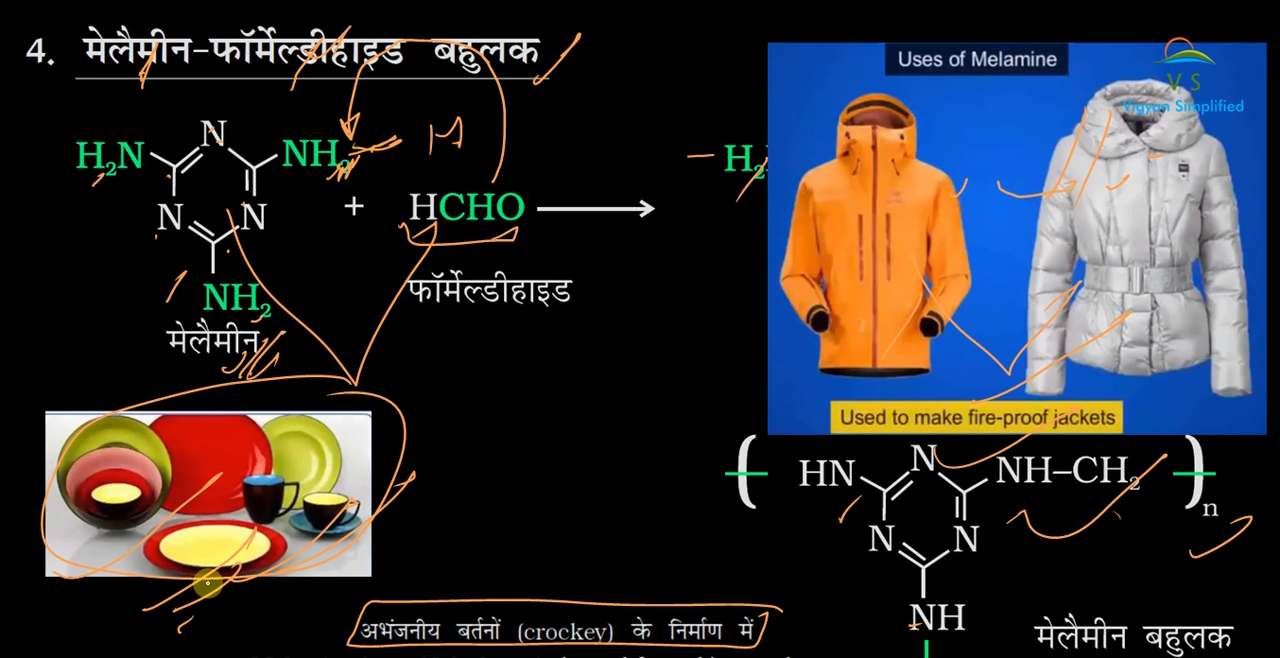 4. मेलैमीन-फॉर्मेल्डीहाइड बहुलक
Uses of Melamine
V S
Vigyan Simplified
N
H₂N NH₂
N N
NH₂
मेलैमीन
+
HCHO
फॉर्मेल्डीहाइड
H
Used to make fire-proof jackets
( HN N NH–CH₂ )n
N N
NH
मेलैमीन बहुलक
अभंजनीय बर्तनों (crockey) के निर्माण में